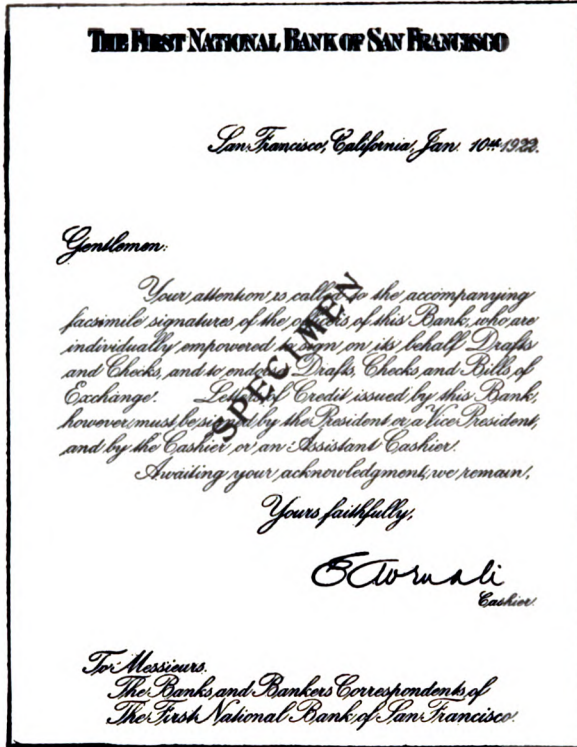 THE FIRST NATIONAL BANK OF SAN FRANCISCO
San Francisco, California, Jan. 10th 1922.
Gentlemen:
Your attention is called to the accompanying
facsimile signatures of the officers of this Bank, who are
individually empowered to sign on its behalf Drafts
and Checks, and to endorse Drafts, Checks and Bills of
Exchange. Letters of Credit issued by this Bank,
however must be signed by the President or a Vice President,
and by the Cashier or an Assistant Cashier.
Awaiting your acknowledgment, we remain,
SPECIMEN
Yours faithfully,
Cashier.
To Messieurs.
The Banks and Bankers Correspondents of
The First National Bank of San Francisco.